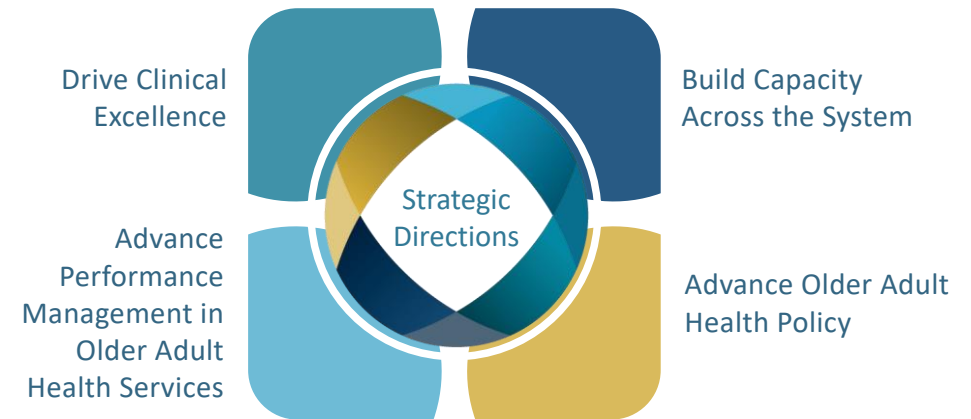 Drive Clinical
Excellence
Build Capacity
Across the System
Strategic
Directions
Advance
Performance
Management in
Older Adult
Health Services
Advance Older Adult
Health Policy